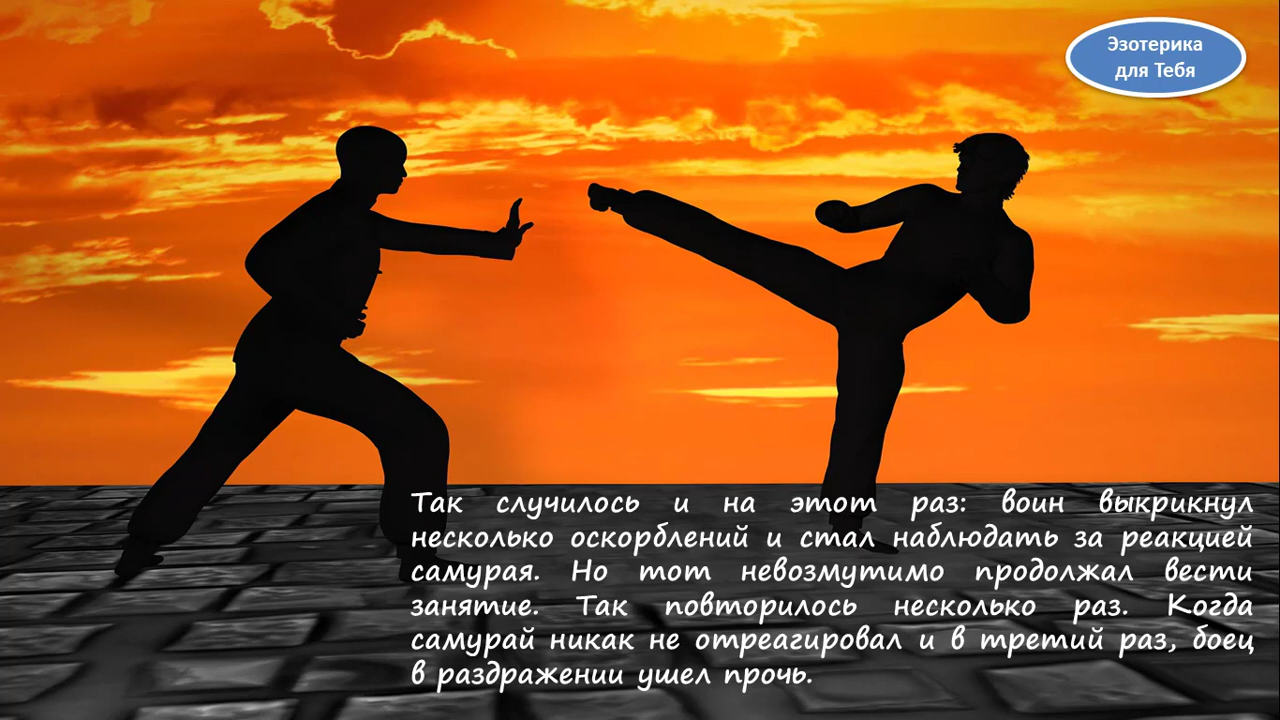 Эзотерика
для Тебя
Так случилось и на этот раз: воин выкрикнул
несколько оскорблений и стал наблюдать за реакцией
самурая. Но тот невозмутимо продолжал вести
занятие. Так повторилось несколько раз. Когда
самурай никак не отреагировал и в третий раз, боец
в раздражении ушел прочь.